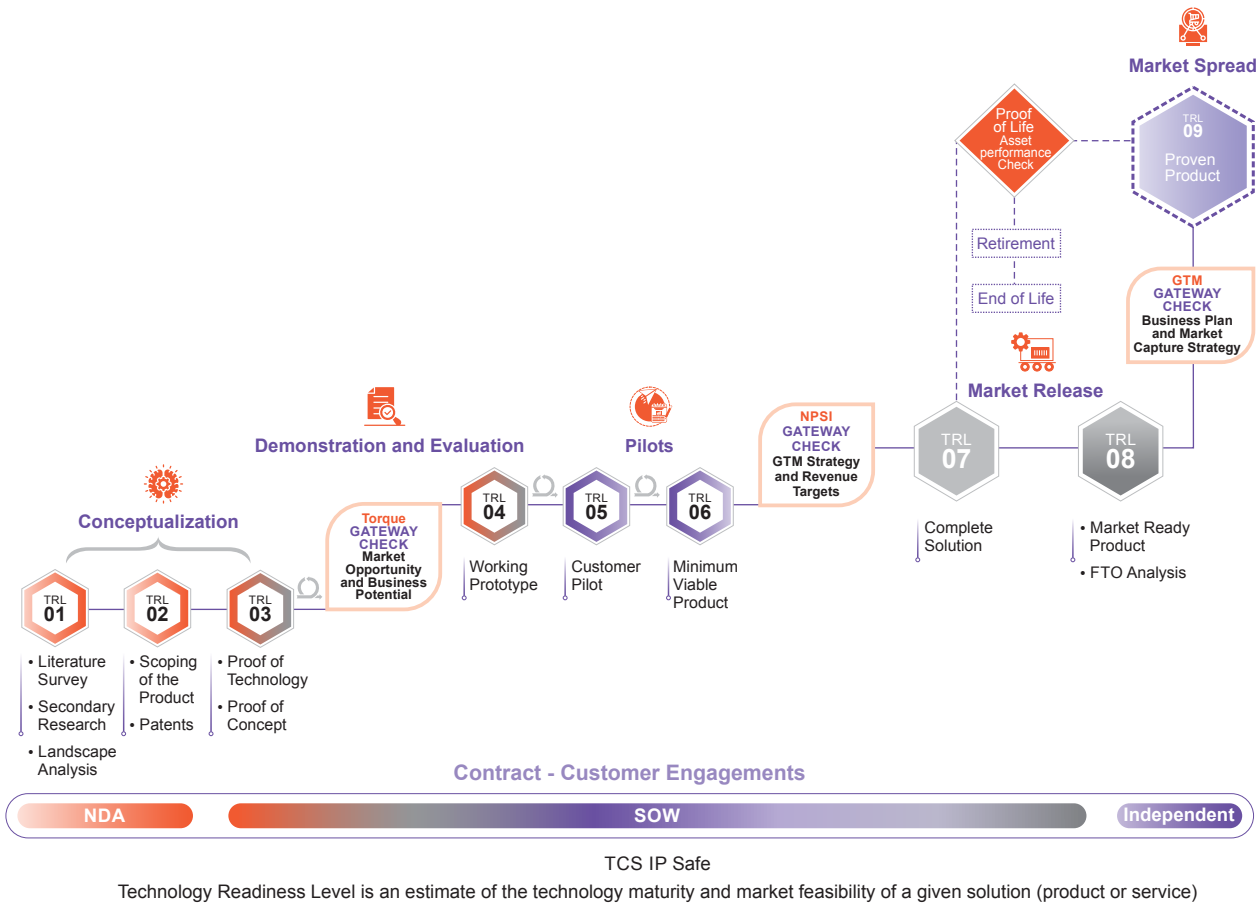 Market Spread
TRL
09
Proven
Product
Proof
of Life
Asset
performance
Check
Retirement
End of Life
GTM
GATEWAY
CHECK
Business Plan
and Market
Capture Strategy
Market Release
TRL
07
TRL
08
Complete
Solution
• Market Ready
Product
• FTO Analysis
NPSI
GATEWAY
CHECK
GTM Strategy
and Revenue
Targets
Demonstration and Evaluation
Pilots
TRL
04
TRL
05
TRL
06
Working
Prototype
Customer
Pilot
Minimum
Viable
Product
Torque
GATEWAY
CHECK
Market
Opportunity
and Business
Potential
Conceptualization
TRL
01
TRL
02
TRL
03
• Literature
Survey
• Secondary
Research
• Landscape
Analysis
• Scoping
of the
Product
• Patents
• Proof of
Technology
• Proof of
Concept
Contract - Customer Engagements
NDA
SOW
Independent
TCS IP Safe
Technology Readiness Level is an estimate of the technology maturity and market feasibility of a given solution (product or service)